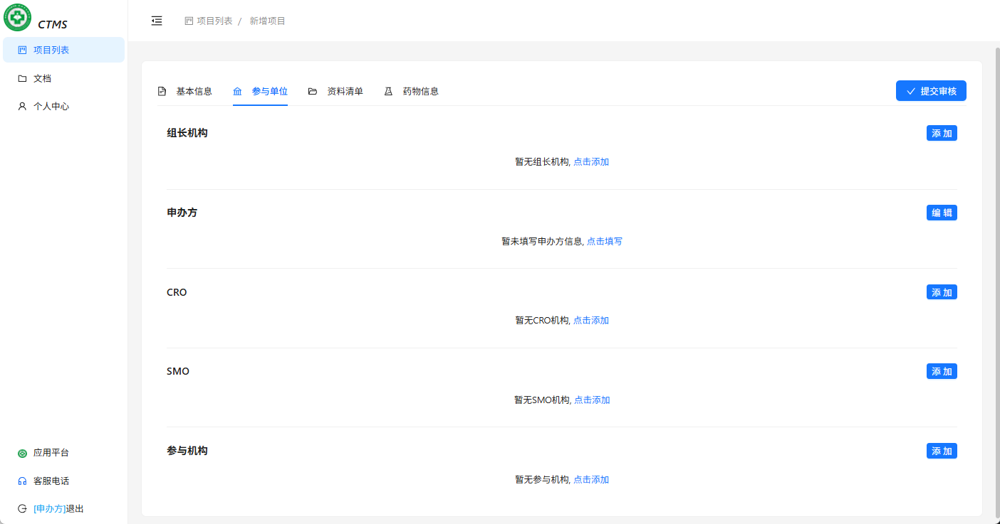 CTMS
项目列表
文档
个人中心
应用平台
客服电话
[申办方]退出
项目列表 / 新增项目
基本信息 参与单位 资料清单 药物信息 提交审核
组长机构 添加
暂无组长机构, 点击添加
申办方 编辑
暂未填写申办方信息, 点击填写
CRO 添加
暂无CRO机构, 点击添加
SMO 添加
暂无SMO机构, 点击添加
参与机构 添加
暂无参与机构, 点击添加